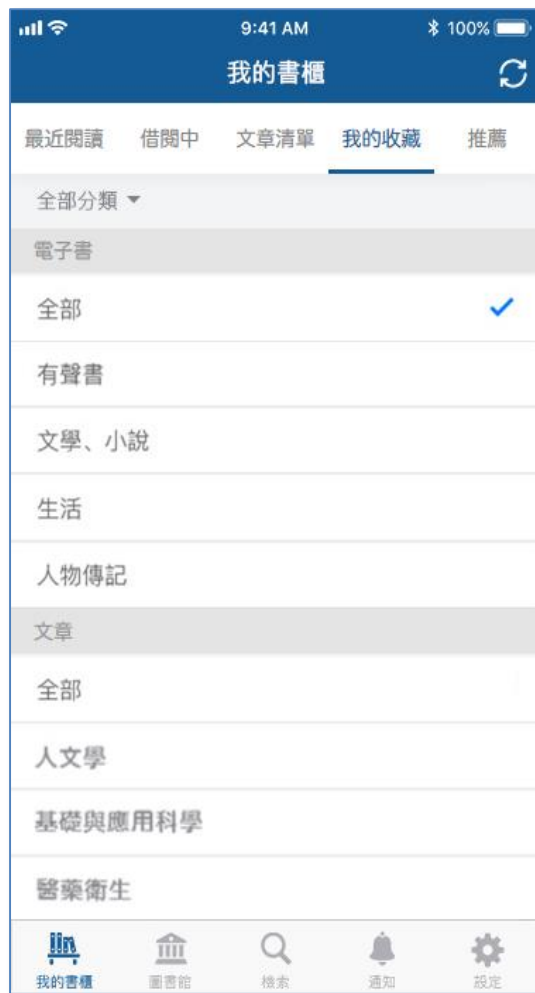 9:41 AM 100%
我的書櫃
最近閱讀 借閱中 文章清單 我的收藏 推薦
全部分類
電子書
全部
有聲書
文學、小說
生活
人物傳記
文章
全部
人文學
基礎與應用科學
醫藥衛生
我的書櫃 圖書館 檢索 通知 設定